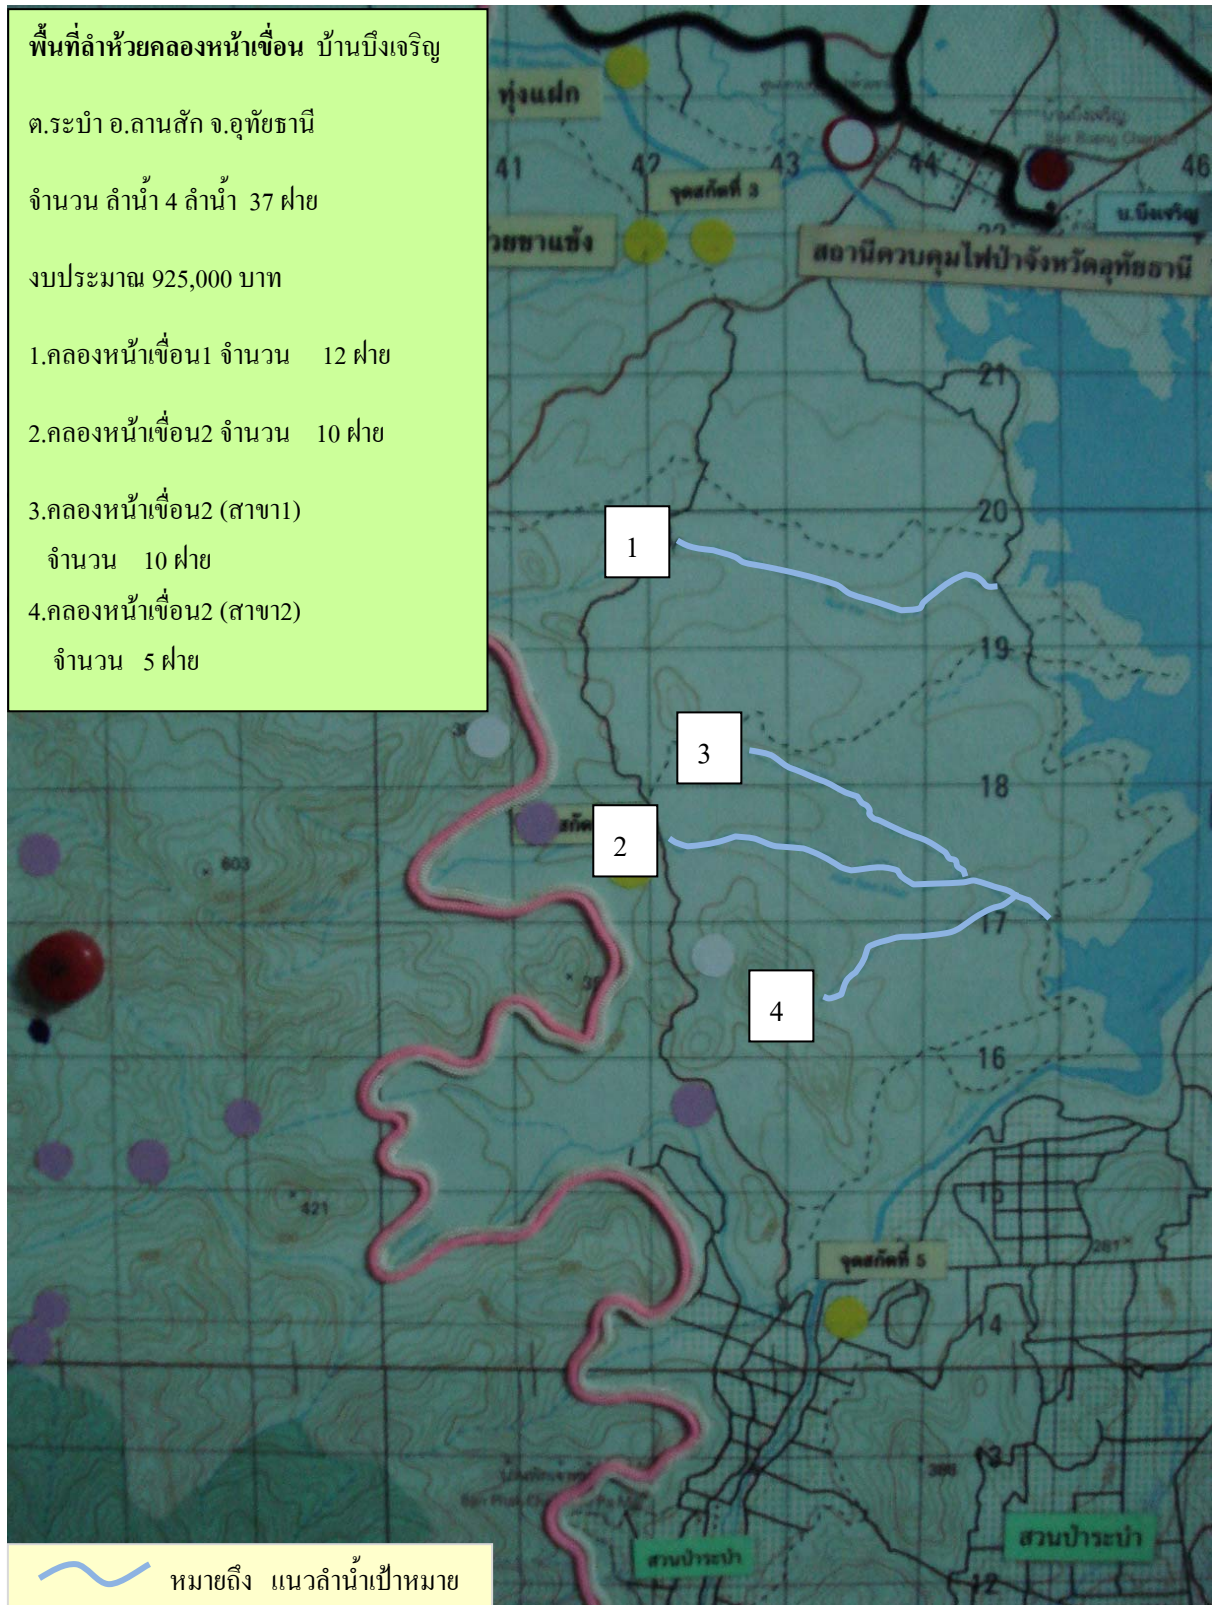 พื้นที่ลำห้วยคลองหน้าเขื่อน บ้านบึงเจริญ
ต.ระบำ อ.ลานสัก จ.อุทัยธานี
จำนวน ลำน้ำ 4 ลำน้ำ 37 ฝาย
งบประมาณ 925,000 บาท
1.คลองหน้าเขื่อน1 จำนวน 12 ฝาย
2.คลองหน้าเขื่อน2 จำนวน 10 ฝาย
3.คลองหน้าเขื่อน2 (สาขา1)
จำนวน 10 ฝาย
4.คลองหน้าเขื่อน2 (สาขา2)
จำนวน 5 ฝาย
ทุ่งแฝก
บ้านบึงเจริญ
41 42 43 44 46
จุดสกัดที่ 3
บ.บึงเจริญ
วยขาแข้ง
22
สถานีควบคุมไฟป่าจังหวัดอุทัยธานี
21
20
1
19
3
18
สกัด
2
603
17
4
16
15
421
จุดสกัดที่ 5
281
14
13
386
สวนป่าระบำ
สวนป่าระบำ
12
หมายถึง แนวลำน้ำเป้าหมาย